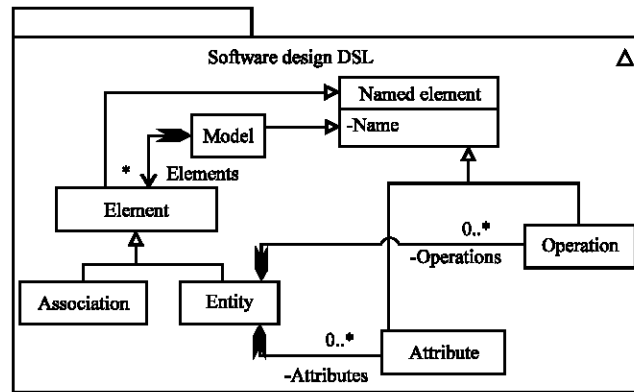 Software design DSL
Named element
-Name
Model
*
Elements
Element
0..*
-Operations
Operation
Association
Entity
0..*
-Attributes
Attribute